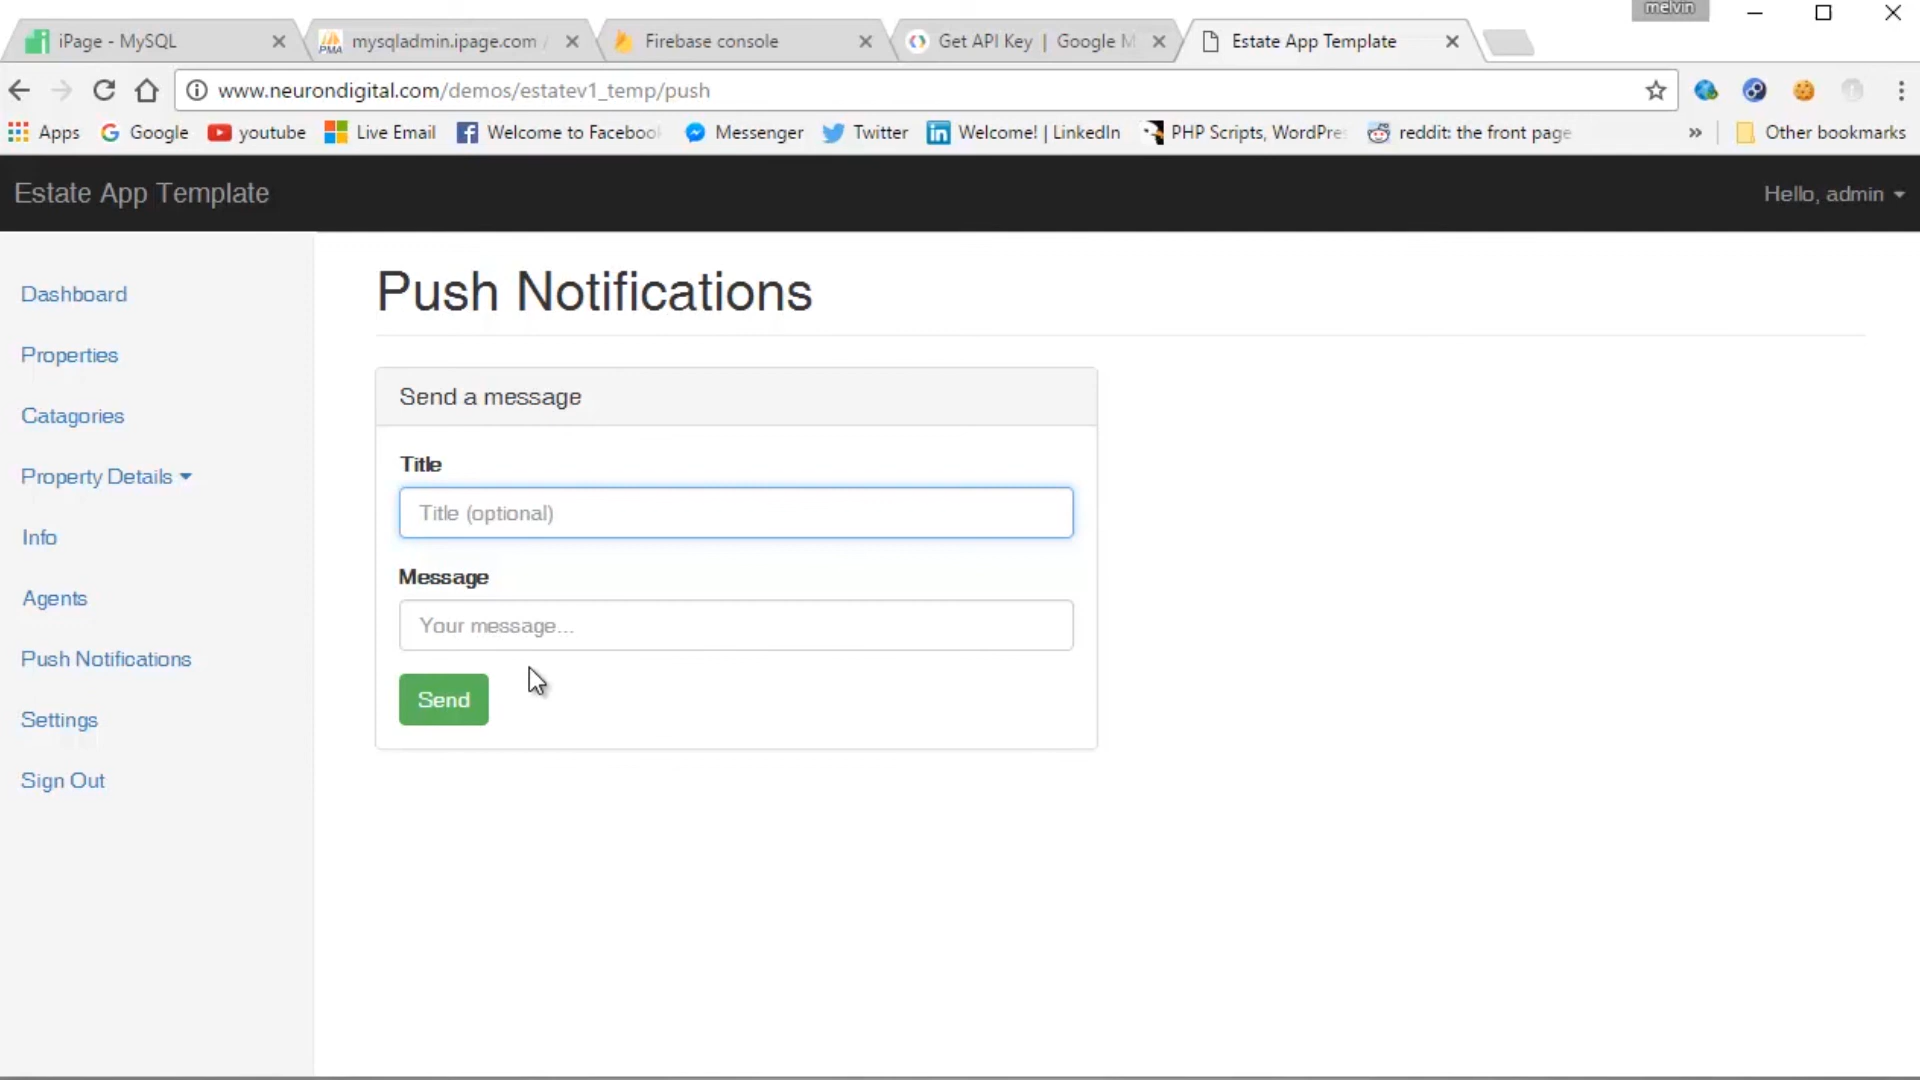 melvin
iPage - MySQL
mysqladmin.ipage.com /
Firebase console
Get API Key | Google M
Estate App Template
www.neurondigital.com/demos/estatev1_temp/push
Apps
Google
youtube
Live Email
Welcome to Facebook
Messenger
Twitter
Welcome! | LinkedIn
PHP Scripts, WordPre
reddit: the front page
»
Other bookmarks
Estate App Template
Hello, admin
Dashboard
Properties
Catagories
Property Details
Info
Agents
Push Notifications
Settings
Sign Out
Push Notifications
Send a message
Title
Title (optional)
Message
Your message...
Send